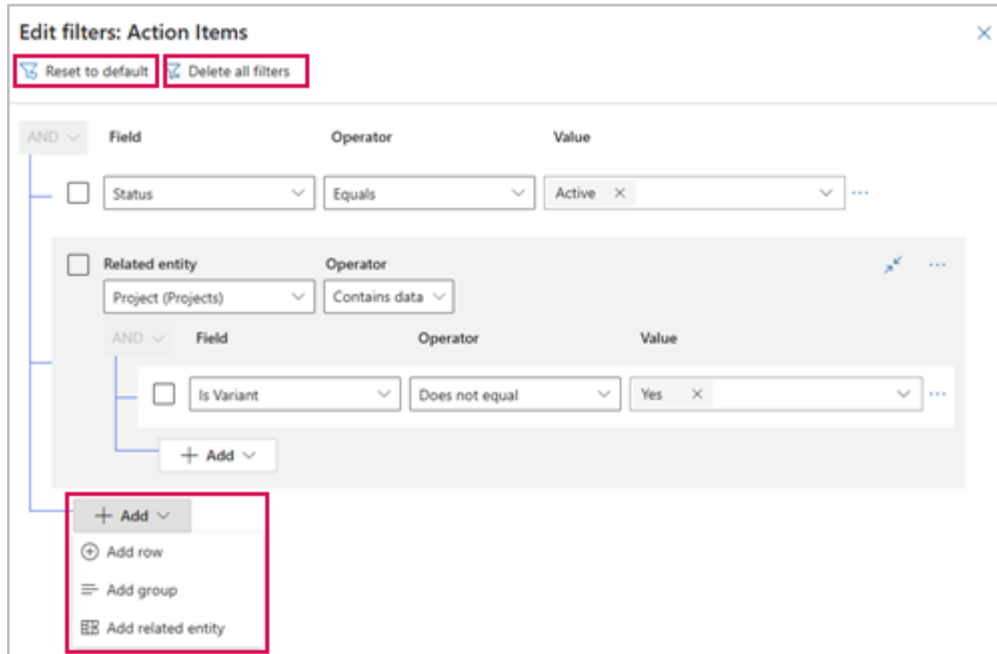 Edit filters: Action Items
Reset to default Delete all filters
AND Field Operator Value
Status Equals Active
Related entity Operator
Project (Projects) Contains data
AND Field Operator Value
Is Variant Does not equal Yes
Add
Add
Add row
Add group
Add related entity